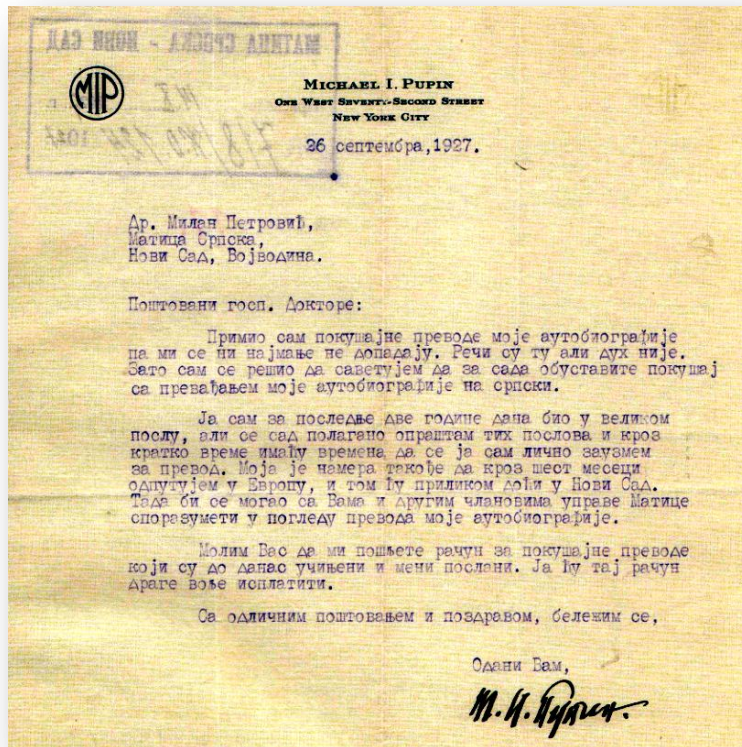 МАТИЦА СРПСКА - НОВИ САД
MIP
MICHAEL I. PUPIN
ONE WEST SEVENTY-SECOND STREET
NEW YORK CITY
26 септембра,1927.
Др. Милан Петровић,
Матица Српска,
Нови Сад, Војводина.
Поштовани госп. Докторе:
Примио сам покушајне преводе моје аутобиографије
па ми се ни најмање не допадају. Речи су ту али дух није.
Зато сам се решио да саветујем да за сада обуставите покушај
са превађањем моје аутобиографије на српски.
Ја сам за последње две године дана био у великом
послу, али се сад полагано опраштам тих послова и кроз
кратко време имаћу времена да се ја сам лично заузмем
за превод. Моја је намера такође да кроз шест месеци
одпутујем у Европу, и том ћу приликом доћи у Нови Сад.
Тада би се могао са Вама и другим члановима управе Матице
споразумети у погледу превода моје аутобиографије.
Молим Вас да ми пошљете рачун за покушајне преводе
који су до данас учињени и мени послани. Ја ћу тај рачун
драге воље исплатити.
Са одличним поштовањем и поздравом, бележим се,
Одани Вам,
М. И. Пупин.